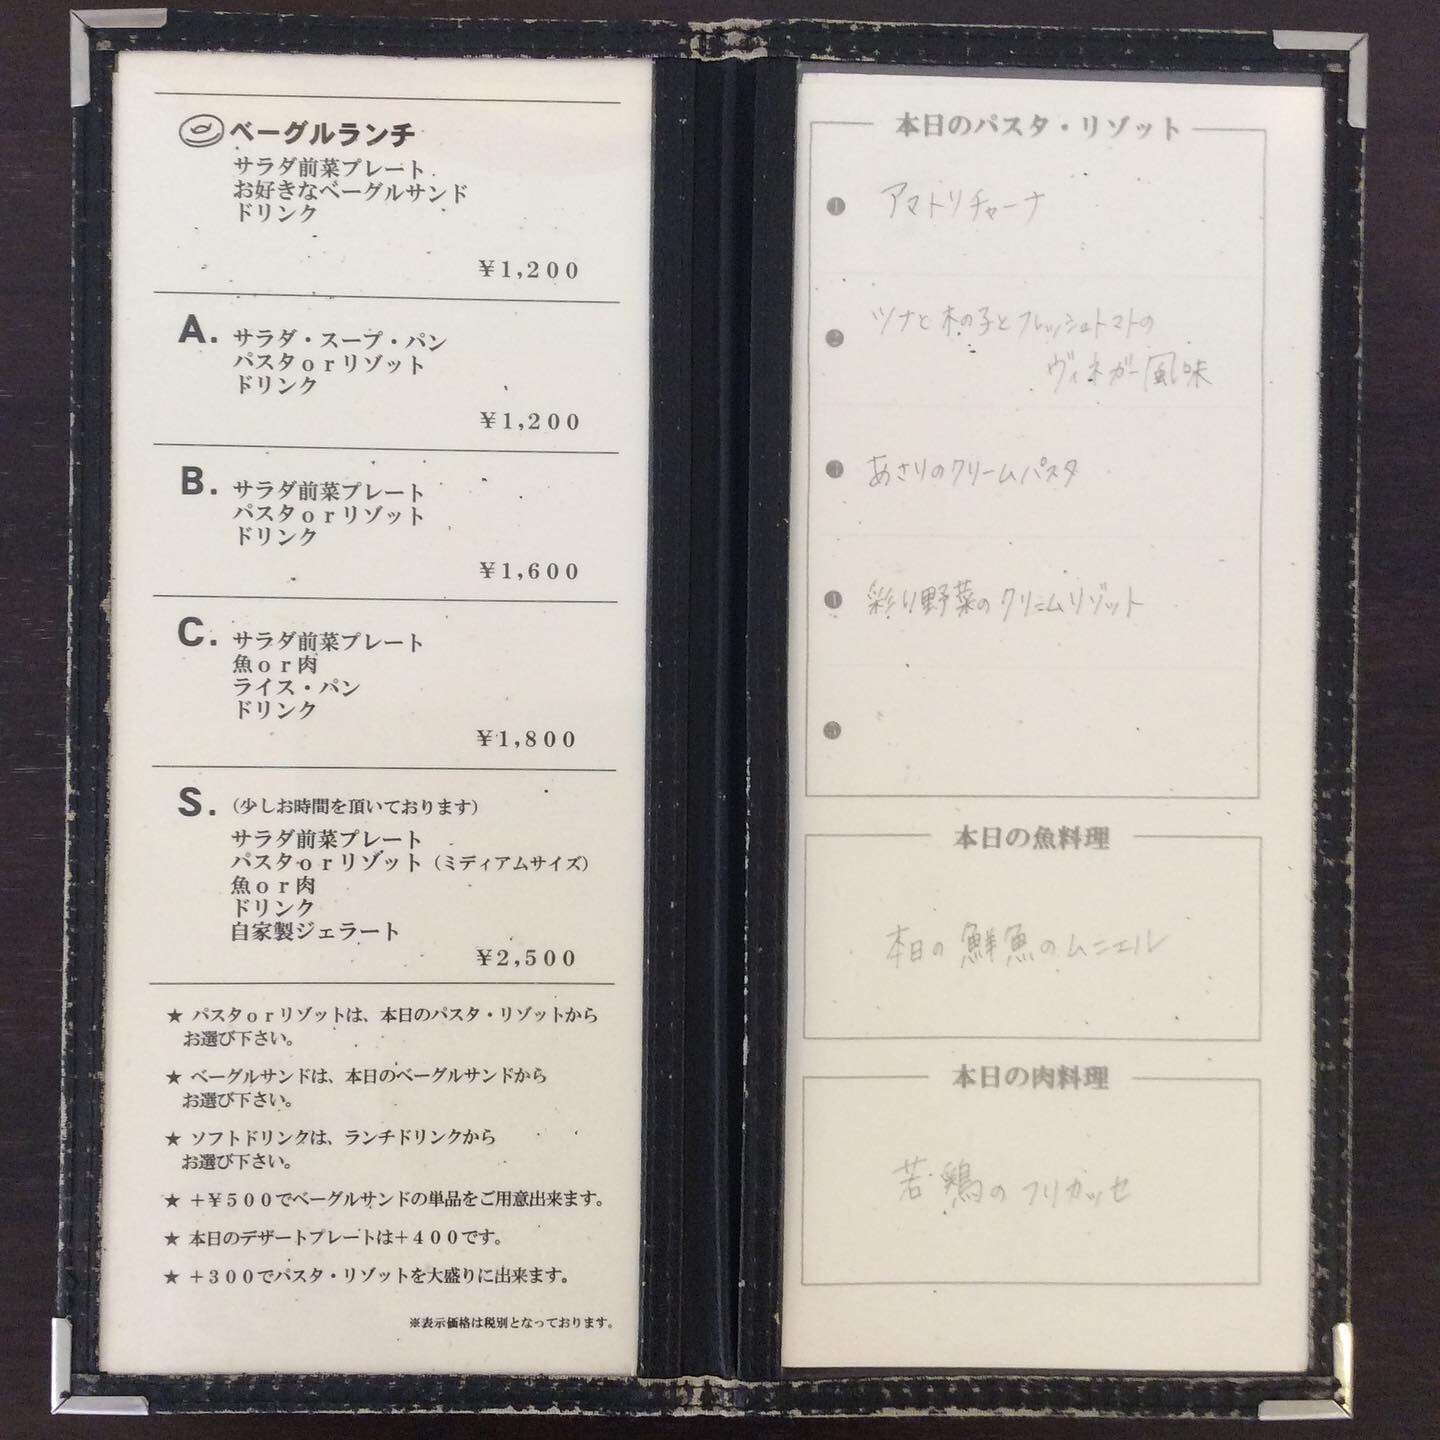 ベーグルランチ
サラダ前菜プレート
お好きなベーグルサンド
ドリンク
¥1,200
A. サラダ・スープ・パン
パスタorリゾット
ドリンク
¥1,200
B. サラダ前菜プレート
パスタorリゾット
ドリンク
¥1,600
C. サラダ前菜プレート
魚or肉
ライス・パン
ドリンク
¥1,800
S. (少しお時間を頂いております)
サラダ前菜プレート
パスタorリゾット(ミディアムサイズ)
魚or肉
ドリンク
自家製ジェラート
¥2,500
★ パスタorリゾットは、本日のパスタ・リゾットから
お選び下さい。
★ ベーグルサンドは、本日のベーグルサンドから
お選び下さい。
★ ソフトドリンクは、ランチドリンクから
お選び下さい。
★ +¥500でベーグルサンドの単品をご用意出来ます。
★ 本日のデザートプレートは+400です。
★ +300でパスタ・リゾットを大盛りに出来ます。
※表示価格は税別となっております。
本日のパスタ・リゾット
❶ アマトリチャーナ
❷ ツナと木の子とフレッシュトマトの
ヴィネガー風味
❸ あさりのクリームパスタ
❹ 彩り野菜のクリームリゾット
❺
本日の魚料理
本日の鮮魚のムニエル
本日の肉料理
若鶏のフリカッセ